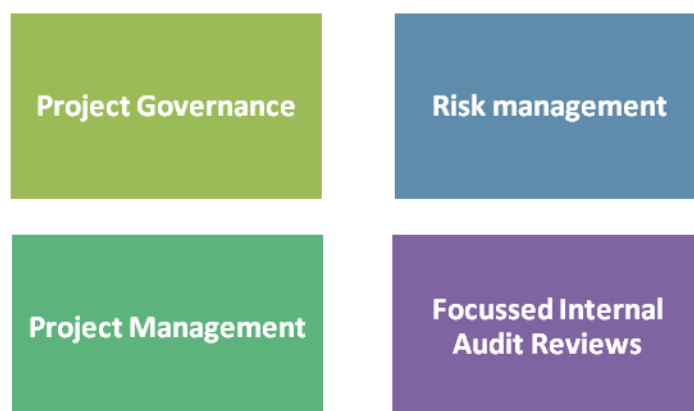 Project Governance
Risk management
Project Management
Focussed Internal
Audit Reviews